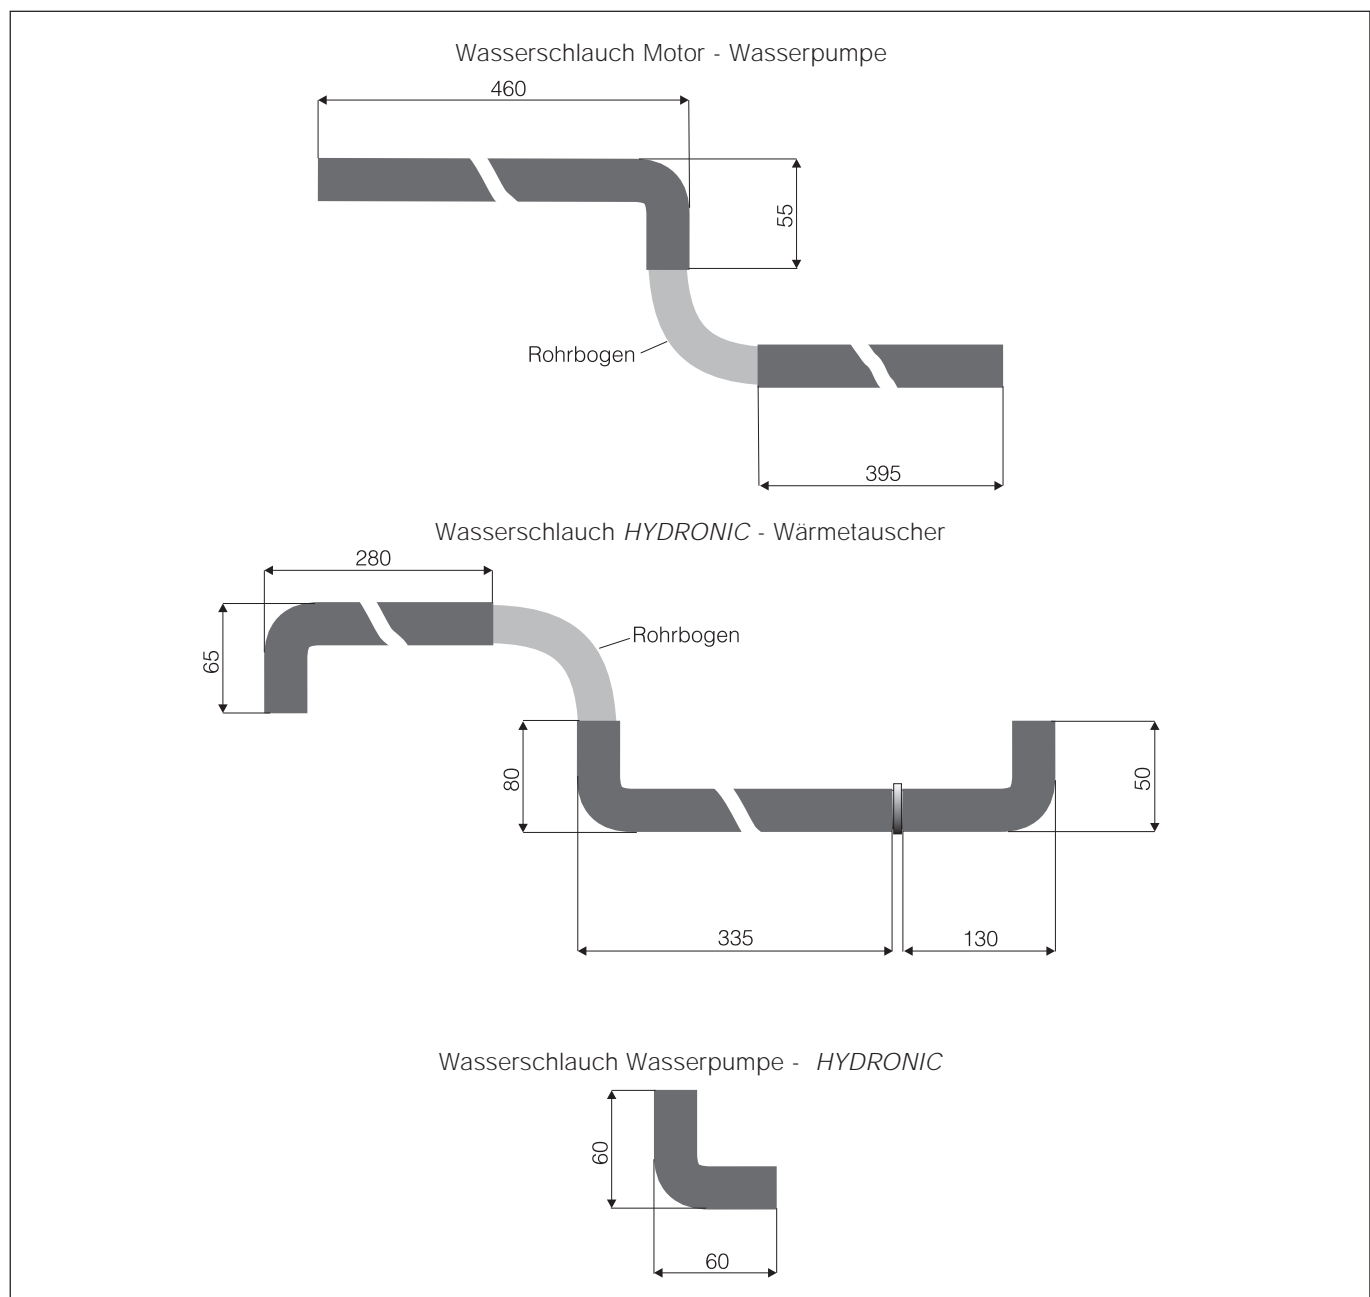 Wasserschlauch Motor - Wasserpumpe
460
55
Rohrbogen
395
Wasserschlauch HYDRONIC - Wärmetauscher
280
65
Rohrbogen
80
50
335
130
Wasserschlauch Wasserpumpe - HYDRONIC
60
60